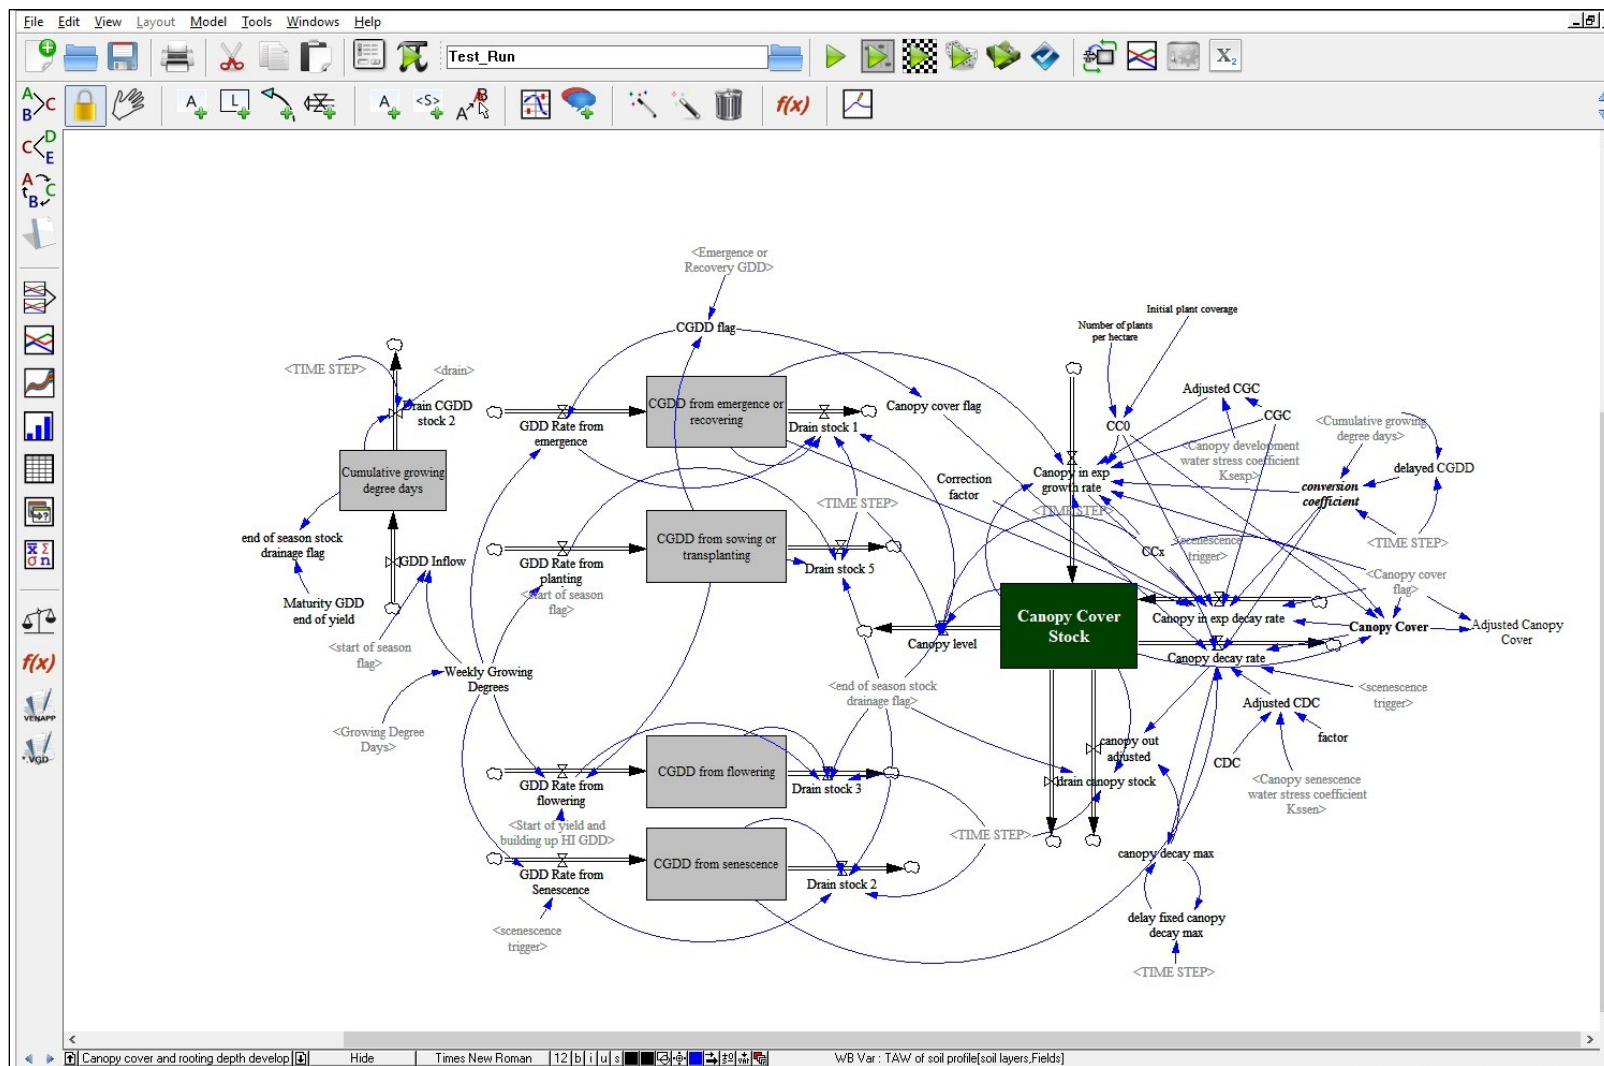 File Edit View Layout Model Tools Windows Help
Test_Run
X₂
A
B
C
A
L
A
<S>
A
B
f(x)
C
D
E
A
C
B
x̄ Σ
σ n
f(x)
VENAPP
.VGD
<Emergence or
Recovery GDD>
CGDD flag
Initial plant coverage
Number of plants
per hectare
<TIME STEP>
<drain>
Drain CGDD
stock 2
CGDD from emergence or
recovering
GDD Rate from
emergence
Drain stock 1
Canopy cover flag
CC0
Adjusted CGC
CGC
<Cumulative growing
degree days>
<Canopy development
water stress coefficient
Ksexp>
delayed CGDD
Cumulative growing
degree days
Canopy in exp
growth rate
<TIME STEP>
Correction
factor
conversion
coefficient
<TIME STEP>
<TIME STEP>
end of season stock
drainage flag
GDD Inflow
CGDD from sowing or
transplanting
GDD Rate from
planting
<start of season
flag>
Drain stock 5
CCx
<scenescence
trigger>
<Canopy cover
flag>
Maturity GDD
end of yield
<start of season
flag>
Canopy Cover
Stock
Canopy level
Canopy in exp decay rate
Canopy Cover
Adjusted Canopy
Cover
Canopy decay rate
Weekly Growing
Degrees
<end of season stock
drainage flag>
<scenescence
trigger>
Adjusted CDC
factor
CDC
<Growing Degree
Days>
canopy out
adjusted
drain canopy stock
<Canopy senescence
water stress coefficient
Kssen>
CGDD from flowering
GDD Rate from
flowering
<Start of yield and
building up HI GDD>
Drain stock 3
<TIME STEP>
CGDD from senescence
GDD Rate from
Senescence
Drain stock 2
<scenescence
trigger>
canopy decay max
delay fixed canopy
decay max
<TIME STEP>
Canopy cover and rooting depth develop Hide Times New Roman 12 b i u s WB Var : TAW of soil profile[soil layers,Fields]